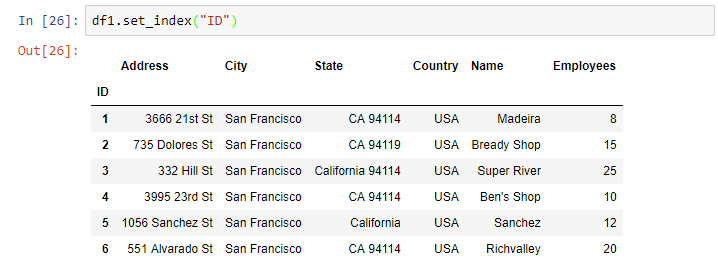 In [26]: df1.set_index("ID")
Out[26]:
Address City State Country Name Employees
ID
1 3666 21st St San Francisco CA 94114 USA Madeira 8
2 735 Dolores St San Francisco CA 94119 USA Bready Shop 15
3 332 Hill St San Francisco California 94114 USA Super River 25
4 3995 23rd St San Francisco CA 94114 USA Ben's Shop 10
5 1056 Sanchez St San Francisco California USA Sanchez 12
6 551 Alvarado St San Francisco CA 94114 USA Richvalley 20